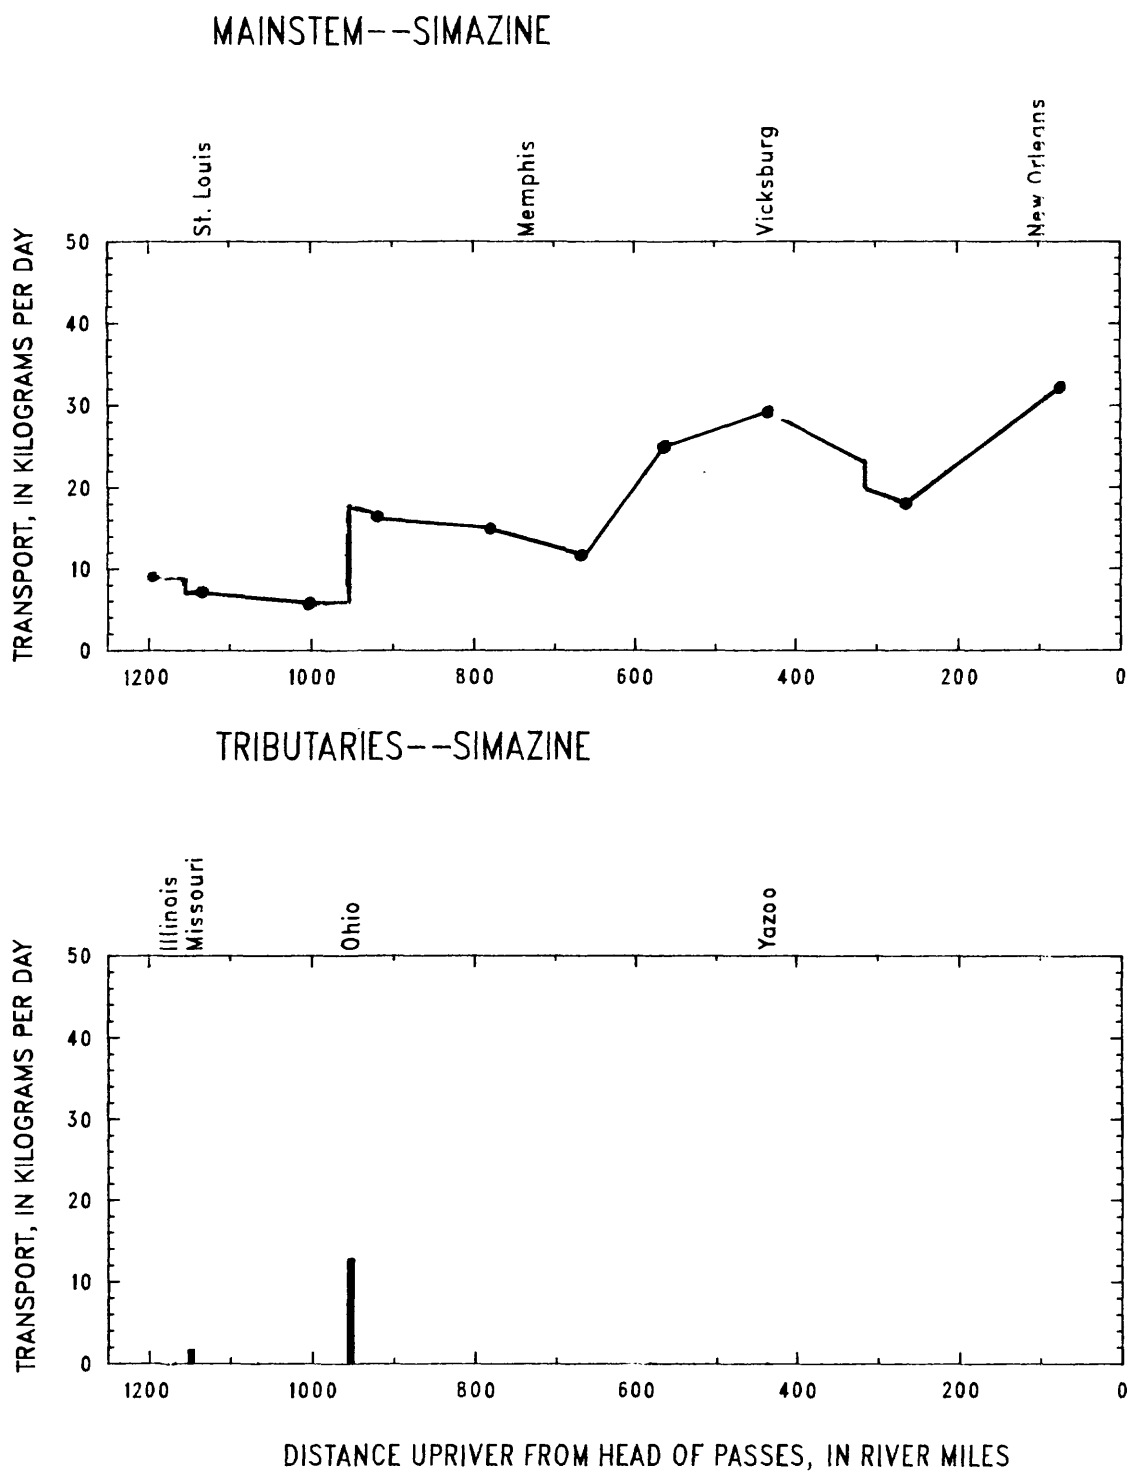 MAINSTEM--SIMAZINE
St. Louis
Memphis
Vicksburg
New Orleans
TRANSPORT, IN KILOGRAMS PER DAY
50
40
30
20
10
0
1200 1000 800 600 400 200 0
TRIBUTARIES--SIMAZINE
Illinois
Missouri
Ohio
Yazoo
TRANSPORT, IN KILOGRAMS PER DAY
50
40
30
20
10
0
1200 1000 800 600 400 200 0
DISTANCE UPRIVER FROM HEAD OF PASSES, IN RIVER MILES